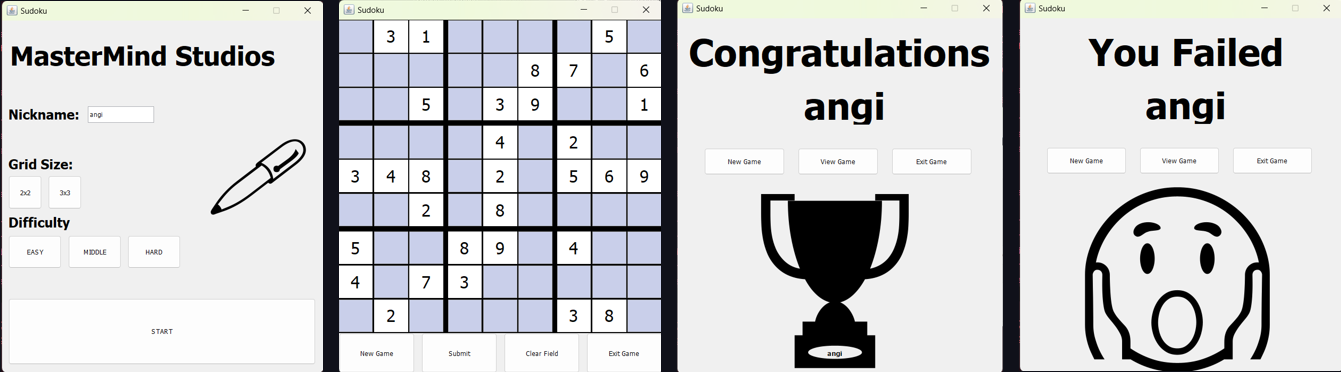 Sudoku
MasterMind Studios
Nickname: angi
Grid Size:
2x2 3x3
Difficulty
EASY MIDDLE HARD
START
Sudoku
3 1 5
8 7 6
5 3 9 1
4 2
3 4 8 2 5 6 9
2 8
5 8 9 4
4 7 3
2 3 8
New Game Submit Clear Field Exit Game
Sudoku
Congratulations
angi
New Game View Game Exit Game
angi
Sudoku
You Failed
angi
New Game View Game Exit Game